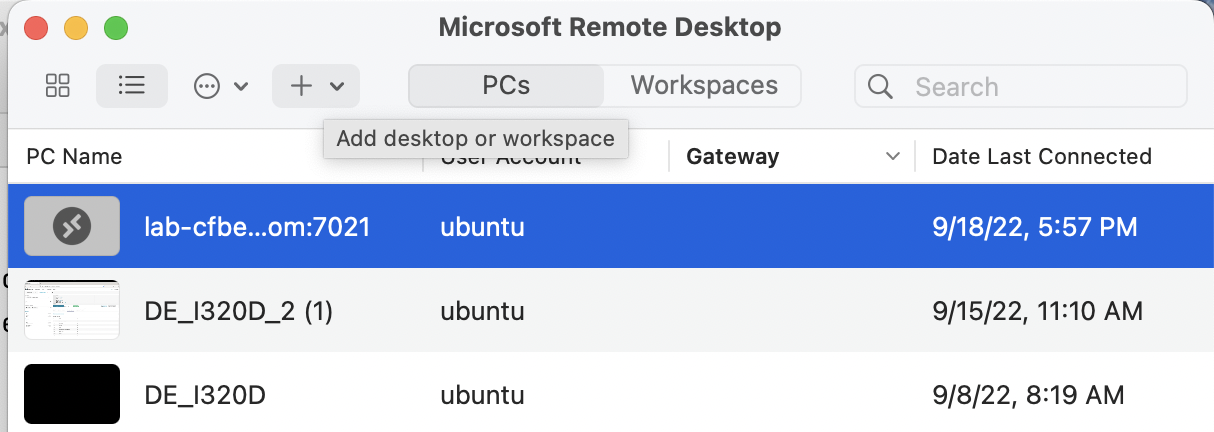 Microsoft Remote Desktop
PCs Workspaces Search
Add desktop or workspace
PC Name User Account Gateway Date Last Connected
lab-cfbe...om:7021 ubuntu 9/18/22, 5:57 PM
DE_I320D_2 (1) ubuntu 9/15/22, 11:10 AM
DE_I320D ubuntu 9/8/22, 8:19 AM